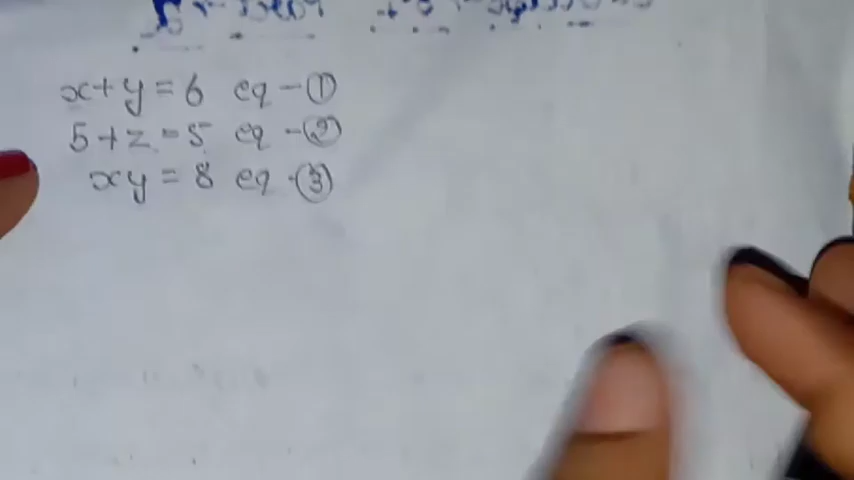 x+y=6 eq-①
5+z=5 eq-②
xy=8 eq-③